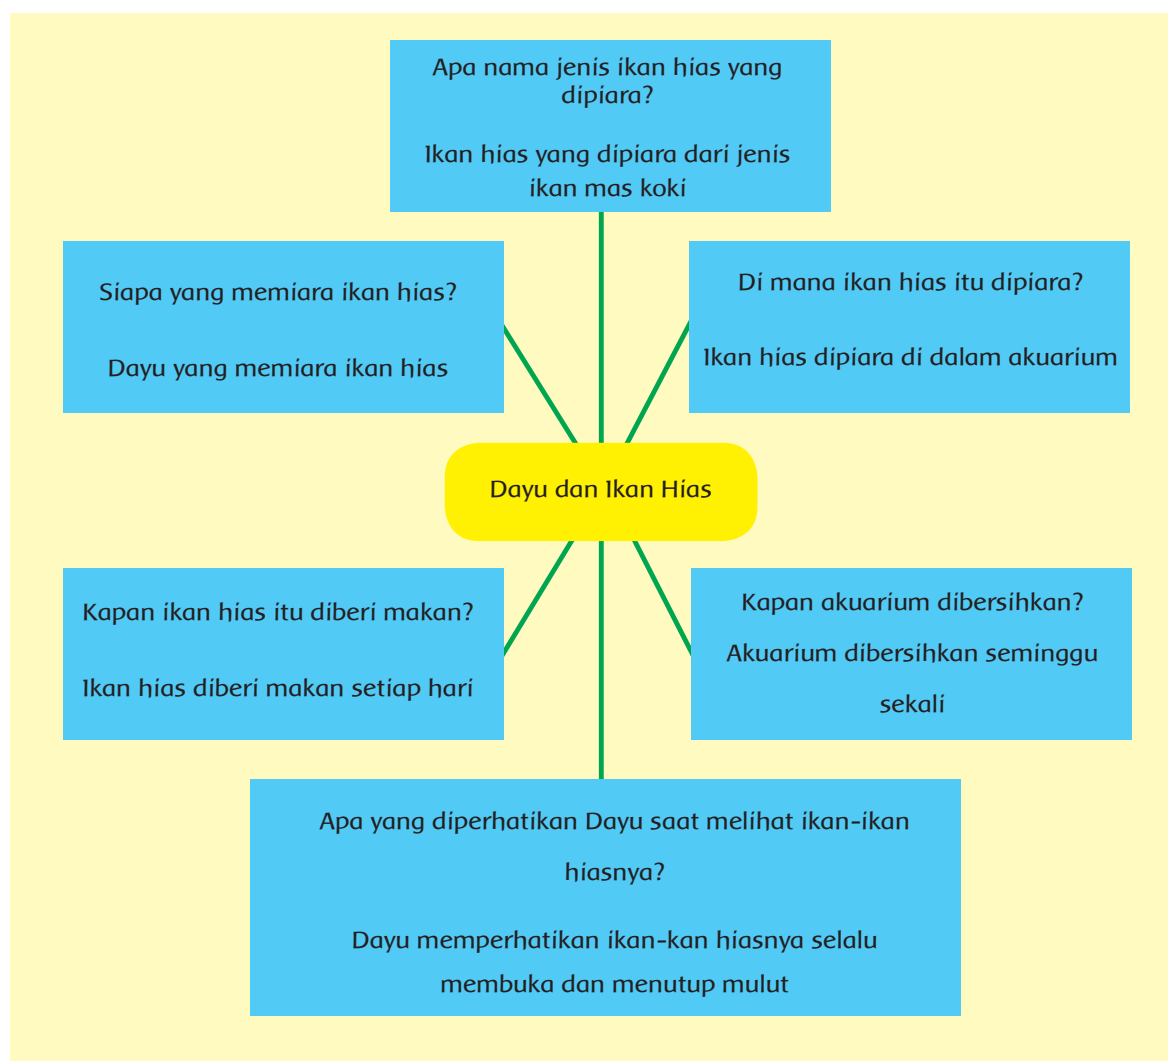 Apa nama jenis ikan hias yang
dipiara?
Ikan hias yang dipiara dari jenis
ikan mas koki
Siapa yang memiara ikan hias?
Dayu yang memiara ikan hias
Di mana ikan hias itu dipiara?
Ikan hias dipiara di dalam akuarium
Dayu dan Ikan Hias
Kapan ikan hias itu diberi makan?
Ikan hias diberi makan setiap hari
Kapan akuarium dibersihkan?
Akuarium dibersihkan seminggu
sekali
Apa yang diperhatikan Dayu saat melihat ikan-ikan
hiasnya?
Dayu memperhatikan ikan-kan hiasnya selalu
membuka dan menutup mulut